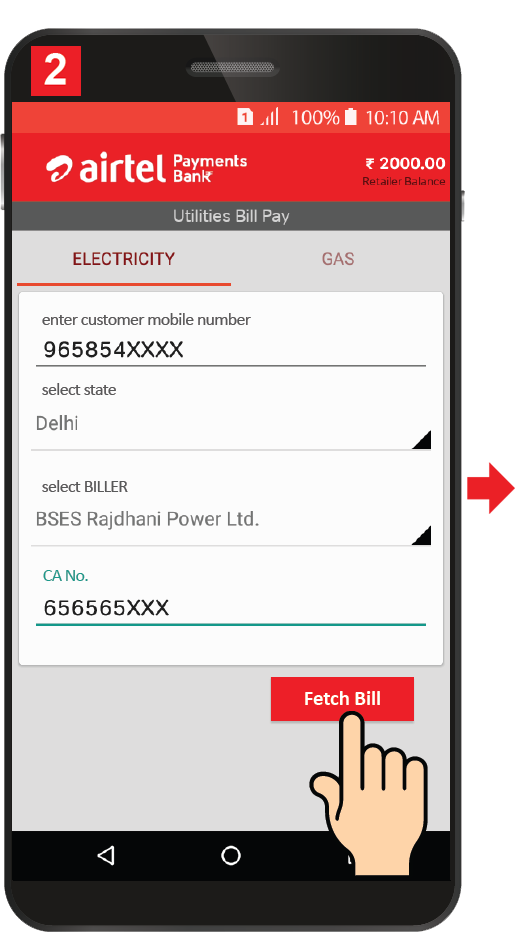 2
1 100% 10:10 AM
airtel Payments Bank
₹ 2000.00
Retailer Balance
Utilities Bill Pay
ELECTRICITY GAS
enter customer mobile number
965854XXXX
select state
Delhi
select BILLER
BSES Rajdhani Power Ltd.
CA No.
656565XXX
Fetch Bill